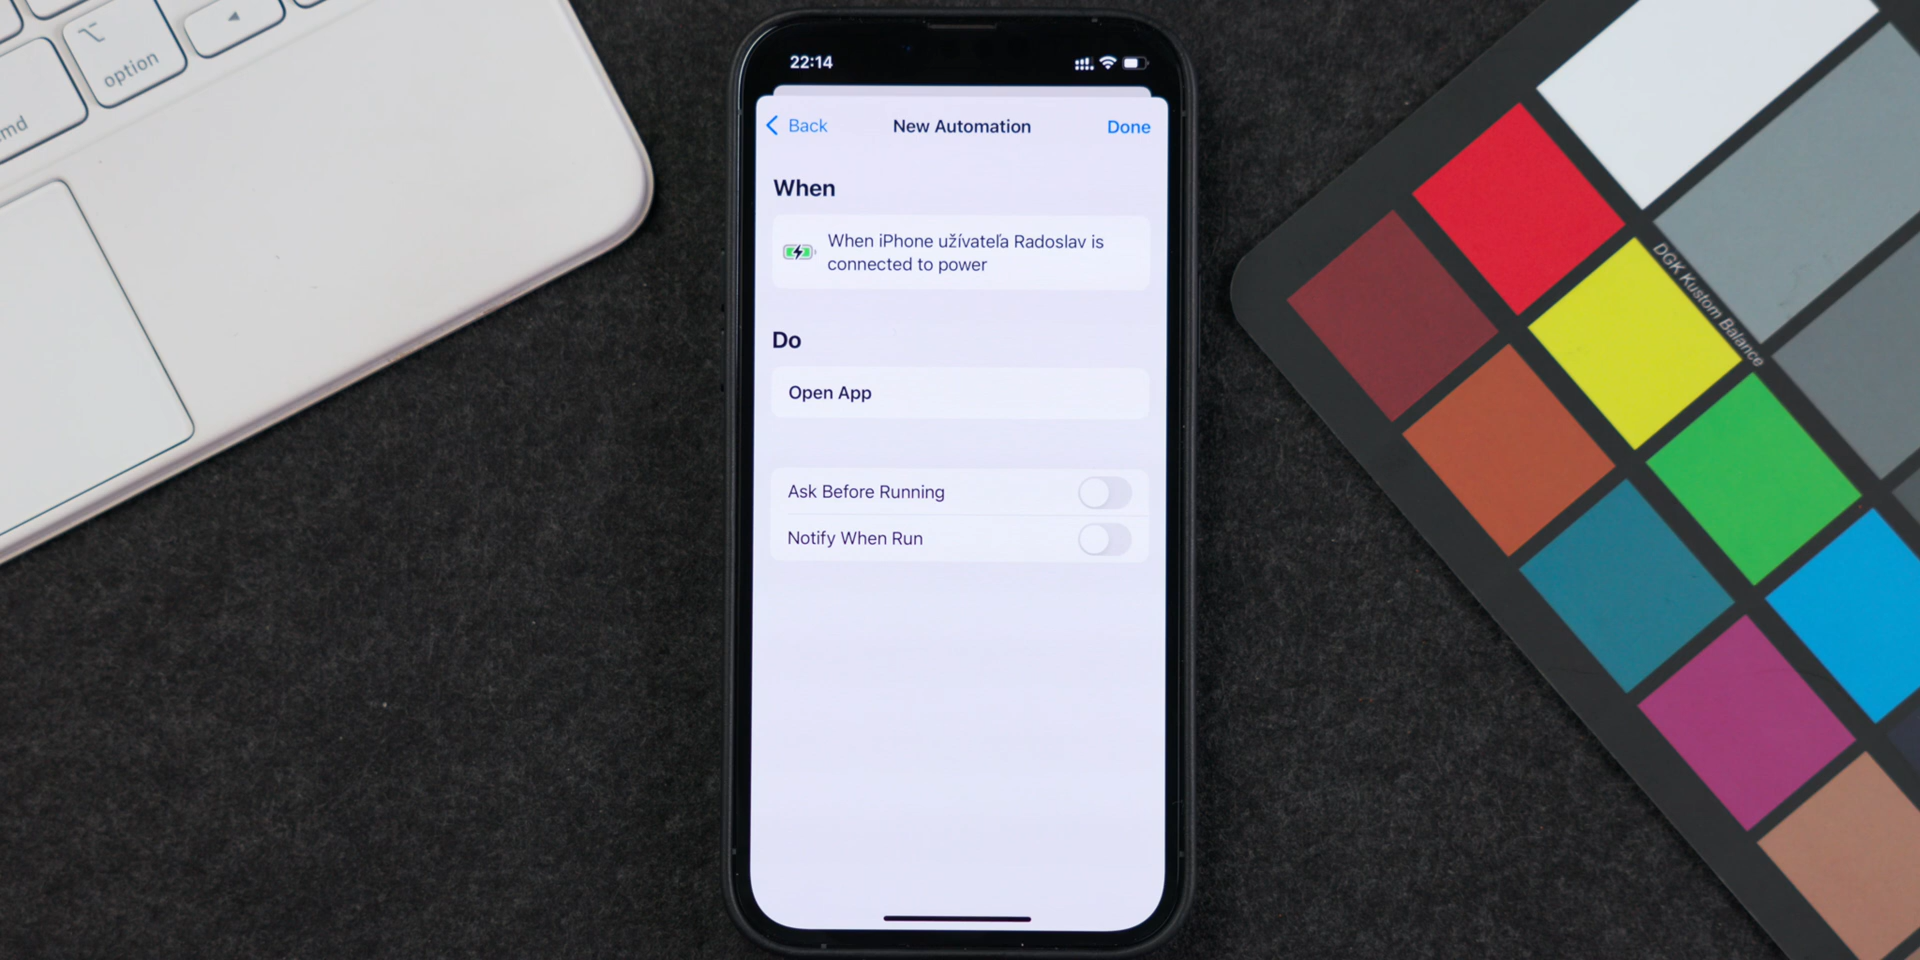 option
22:14
Back
New Automation
Done
When
When iPhone užívateľa Radoslav is
connected to power
Do
Open App
Ask Before Running
Notify When Run
DGK Kustom Balance